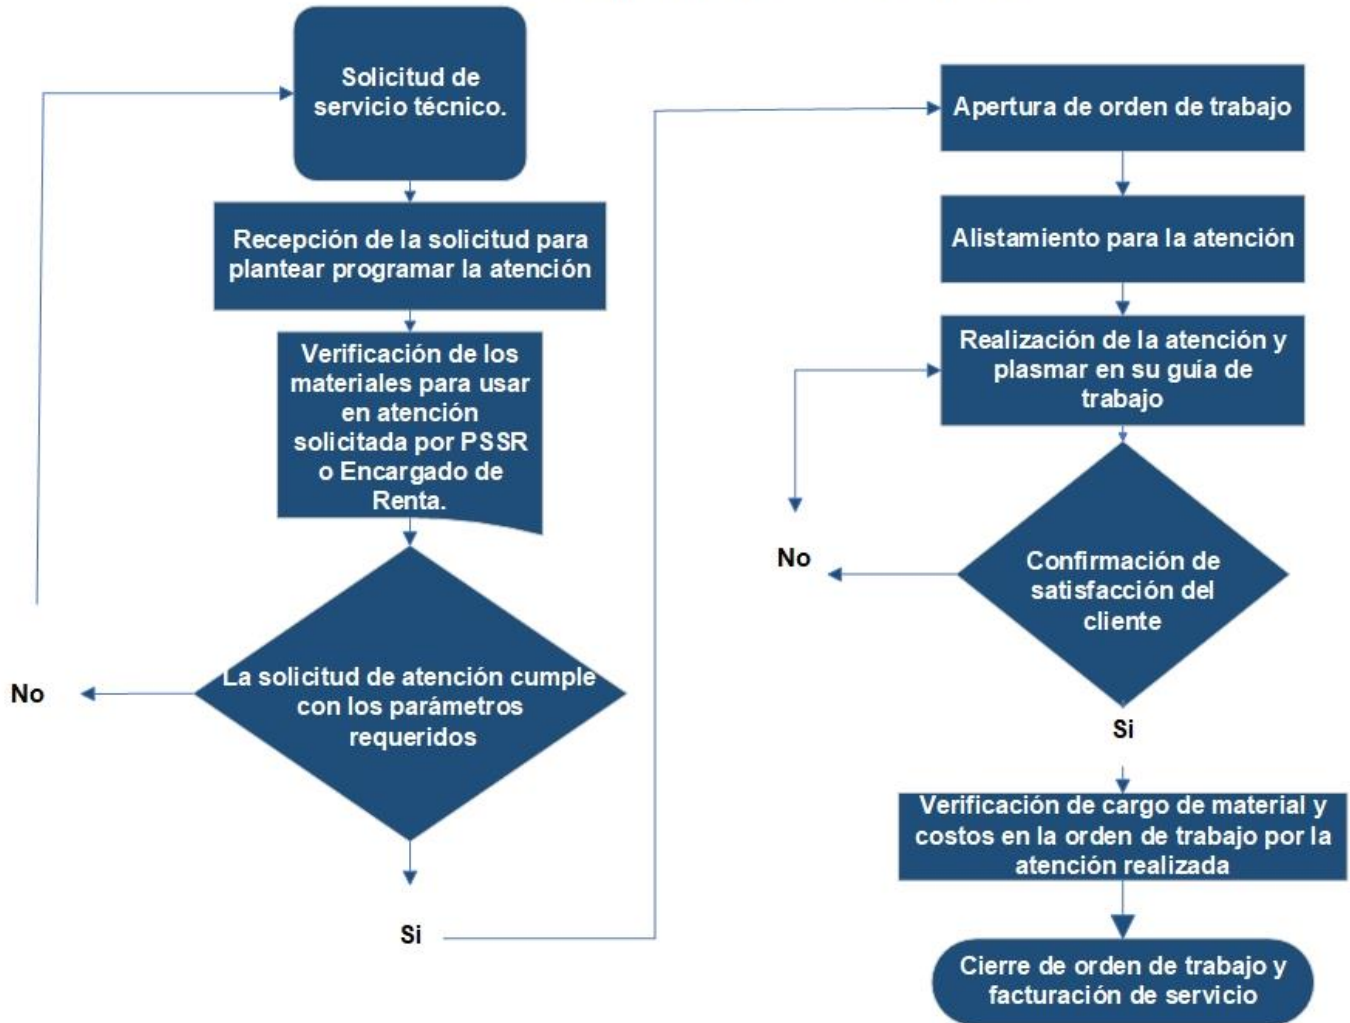 Solicitud de
servicio técnico.
Recepción de la solicitud para
plantear programar la atención
Verificación de los
materiales para usar
en atención
solicitada por PSSR
o Encargado de
Renta.
La solicitud de atención cumple
con los parámetros
requeridos
No
Si
Apertura de orden de trabajo
Alistamiento para la atención
Realización de la atención y
plasmar en su guía de
trabajo
Confirmación de
satisfacción del
cliente
No
Si
Verificación de cargo de material y
costos en la orden de trabajo por la
atención realizada
Cierre de orden de trabajo y
facturación de servicio